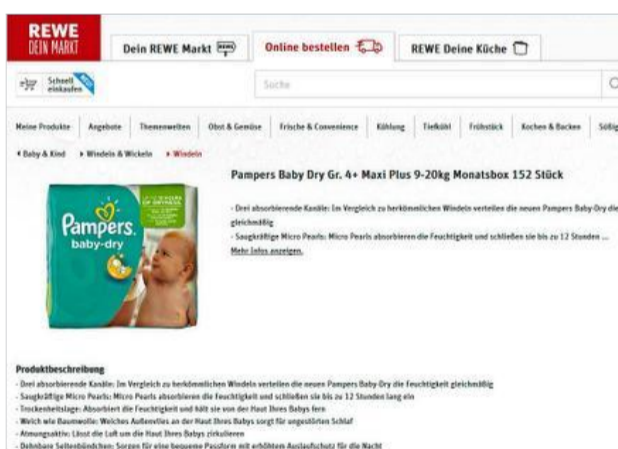 REWE
DEIN MARKT
Dein REWE Markt REWE
Online bestellen
REWE Deine Küche
Schnell
einkaufen
NEU
Suche
Meine Produkte Angebote Themenwelten Obst & Gemüse Frische & Convenience Kühlung Tiefkühl Frühstück Kochen & Backen Süßig
Baby & Kind Windeln & Wickeln Windeln
Pampers Baby Dry Gr. 4+ Maxi Plus 9-20kg Monatsbox 152 Stück
- Drei absorbierende Kanäle: Im Vergleich zu herkömmlichen Windeln verteilen die neuen Pampers Baby-Dry die
gleichmäßig
- Saugkräftige Micro Pearls: Micro Pearls absorbieren die Feuchtigkeit und schließen sie bis zu 12 Stunden ...
Mehr Infos anzeigen.
Pampers
baby-dry
Produktbeschreibung
- Drei absorbierende Kanäle: Im Vergleich zu herkömmlichen Windeln verteilen die neuen Pampers Baby-Dry die Feuchtigkeit gleichmäßig
- Saugkräftige Micro Pearls: Micro Pearls absorbieren die Feuchtigkeit und schließen sie bis zu 12 Stunden lang ein
- Trockenheitslage: Absorbiert die Feuchtigkeit und hält sie von der Haut Ihres Babys fern
- Weich wie Baumwolle: Weiches Außenvlies an der Haut Ihres Babys sorgt für ungestörten Schlaf
- Atmungsaktiv: Lässt die Luft um die Haut Ihres Babys zirkulieren
- Dehnbare Seitenbündchen: Sorgen für eine bequeme Passform mit erhöhtem Auslaufschutz für die Nacht